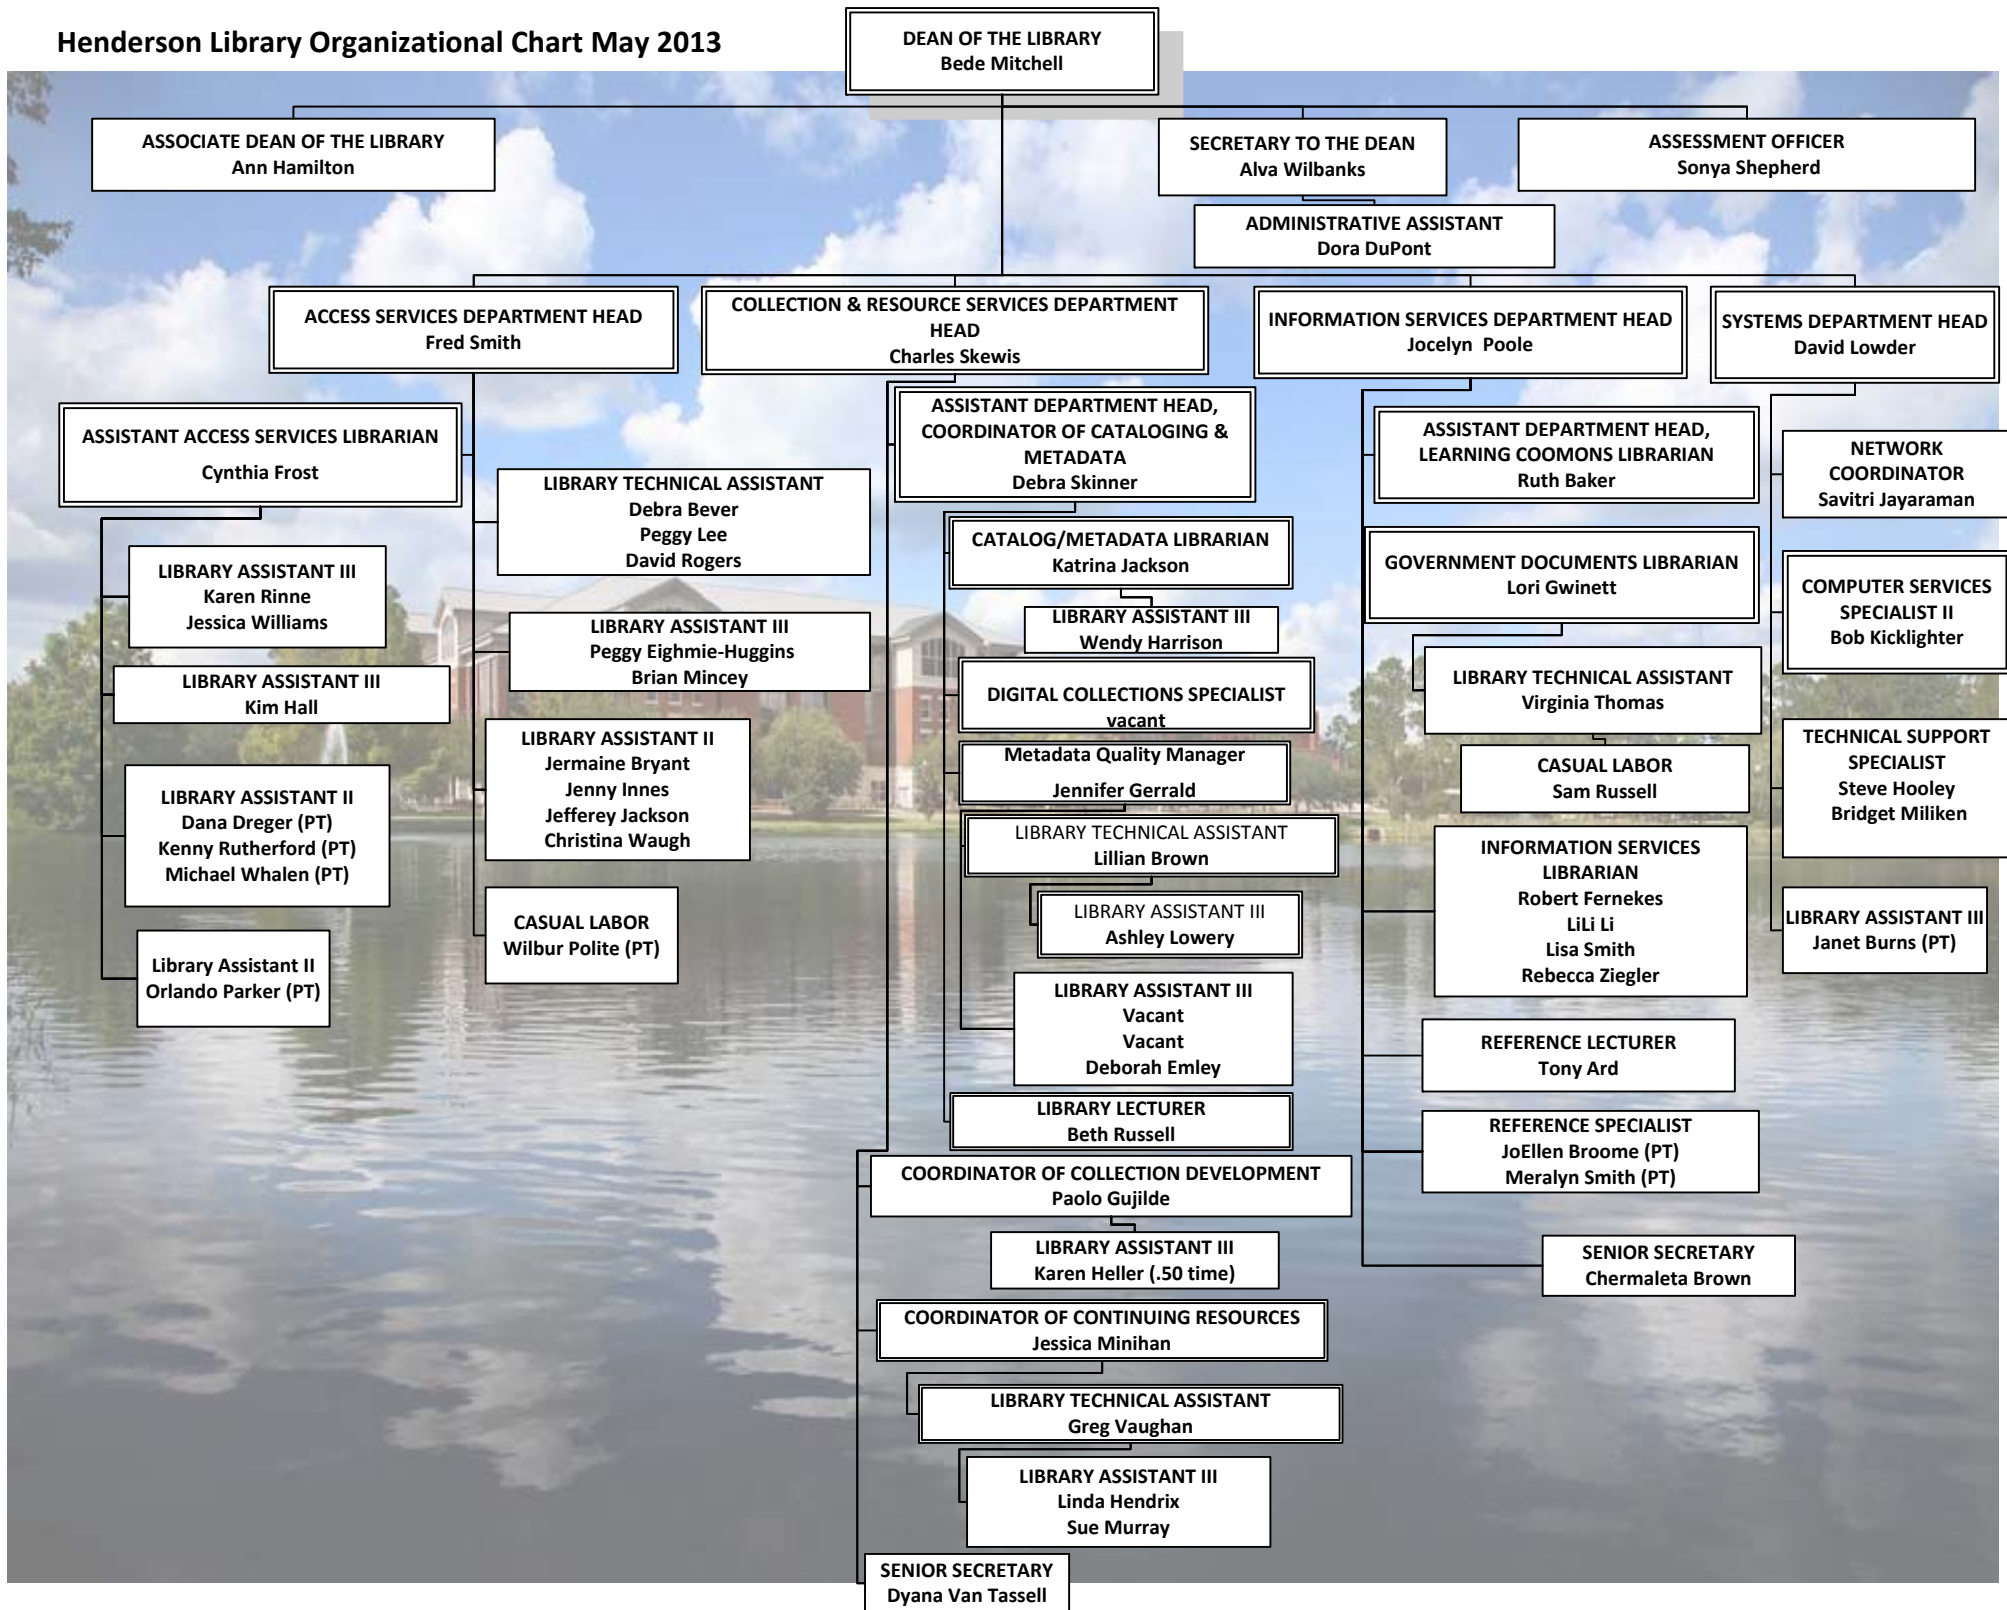 Henderson Library Organizational Chart May 2013
DEAN OF THE LIBRARY
Bede Mitchell
ASSOCIATE DEAN OF THE LIBRARY
Ann Hamilton
SECRETARY TO THE DEAN
Alva Wilbanks
ASSESSMENT OFFICER
Sonya Shepherd
ADMINISTRATIVE ASSISTANT
Dora DuPont
ACCESS SERVICES DEPARTMENT HEAD
Fred Smith
COLLECTION & RESOURCE SERVICES DEPARTMENT
HEAD
Charles Skewis
INFORMATION SERVICES DEPARTMENT HEAD
Jocelyn  Poole
SYSTEMS DEPARTMENT HEAD
David Lowder
ASSISTANT ACCESS SERVICES LIBRARIAN
Cynthia Frost
LIBRARY ASSISTANT III
Karen Rinne
Jessica Williams
LIBRARY ASSISTANT III
Kim Hall
LIBRARY ASSISTANT II
Dana Dreger (PT)
Kenny Rutherford (PT)
Michael Whalen (PT)
Library Assistant II
Orlando Parker (PT)
LIBRARY TECHNICAL ASSISTANT
Debra Bever
Peggy Lee
David Rogers
LIBRARY ASSISTANT III
Peggy Eighmie-Huggins
Brian Mincey
LIBRARY ASSISTANT II
Jermaine Bryant
Jenny Innes
Jefferey Jackson
Christina Waugh
CASUAL LABOR
Wilbur Polite (PT)
ASSISTANT DEPARTMENT HEAD,
COORDINATOR OF CATALOGING &
METADATA
Debra Skinner
CATALOG/METADATA LIBRARIAN
Katrina Jackson
LIBRARY ASSISTANT III
Wendy Harrison
DIGITAL COLLECTIONS SPECIALIST
vacant
Metadata Quality Manager
Jennifer Gerrald
LIBRARY TECHNICAL ASSISTANT
Lillian Brown
LIBRARY ASSISTANT III
Ashley Lowery
LIBRARY ASSISTANT III
Vacant
Vacant
Deborah Emley
LIBRARY LECTURER
Beth Russell
COORDINATOR OF COLLECTION DEVELOPMENT
Paolo Gujilde
LIBRARY ASSISTANT III
Karen Heller (.50 time)
COORDINATOR OF CONTINUING RESOURCES
Jessica Minihan
LIBRARY TECHNICAL ASSISTANT
Greg Vaughan
LIBRARY ASSISTANT III
Linda Hendrix
Sue Murray
SENIOR SECRETARY
Dyana Van Tassell
ASSISTANT DEPARTMENT HEAD,
LEARNING COOMONS LIBRARIAN
Ruth Baker
GOVERNMENT DOCUMENTS LIBRARIAN
Lori Gwinett
LIBRARY TECHNICAL ASSISTANT
Virginia Thomas
CASUAL LABOR
Sam Russell
INFORMATION SERVICES
LIBRARIAN
Robert Fernekes
LiLi Li
Lisa Smith
Rebecca Ziegler
REFERENCE LECTURER
Tony Ard
REFERENCE SPECIALIST
JoEllen Broome (PT)
Meralyn Smith (PT)
SENIOR SECRETARY
Chermaleta Brown
NETWORK
COORDINATOR
Savitri Jayaraman
COMPUTER SERVICES
SPECIALIST II
Bob Kicklighter
TECHNICAL SUPPORT
SPECIALIST
Steve Hooley
Bridget Miliken
LIBRARY ASSISTANT III
Janet Burns (PT)